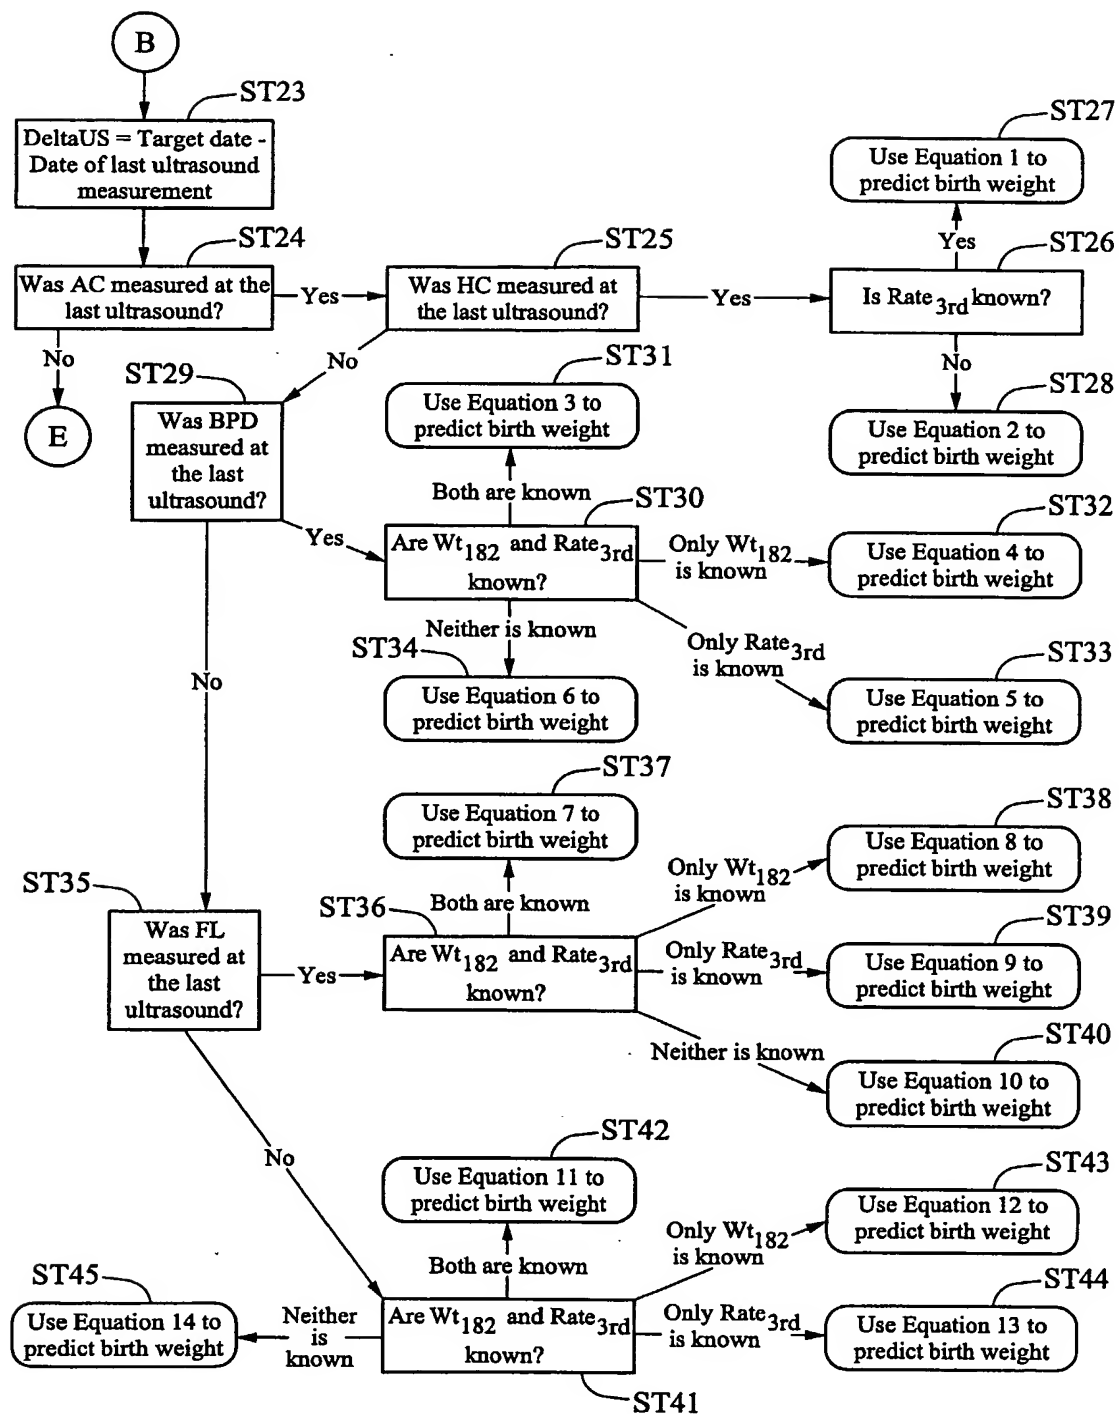 B
ST23
DeltaUS = Target date -
Date of last ultrasound
measurement
ST24
Was AC measured at the
last ultrasound?
Yes
No
E
ST25
Was HC measured at
the last ultrasound?
Yes
No
ST26
Is Rate3rd known?
Yes
No
ST27
Use Equation 1 to
predict birth weight
ST28
Use Equation 2 to
predict birth weight
ST29
Was BPD
measured at
the last
ultrasound?
Yes
No
ST30
Are Wt182 and Rate3rd
known?
Both are known
ST31
Use Equation 3 to
predict birth weight
Only Wt182
is known
ST32
Use Equation 4 to
predict birth weight
Only Rate3rd
is known
ST33
Use Equation 5 to
predict birth weight
Neither is known
ST34
Use Equation 6 to
predict birth weight
ST35
Was FL
measured at
the last
ultrasound?
Yes
No
ST36
Are Wt182 and Rate3rd
known?
Both are known
ST37
Use Equation 7 to
predict birth weight
Only Wt182
is known
ST38
Use Equation 8 to
predict birth weight
Only Rate3rd
is known
ST39
Use Equation 9 to
predict birth weight
Neither is known
ST40
Use Equation 10 to
predict birth weight
ST41
Are Wt182 and Rate3rd
known?
Both are known
ST42
Use Equation 11 to
predict birth weight
Only Wt182
is known
ST43
Use Equation 12 to
predict birth weight
Only Rate3rd
is known
ST44
Use Equation 13 to
predict birth weight
Neither
is
known
ST45
Use Equation 14 to
predict birth weight